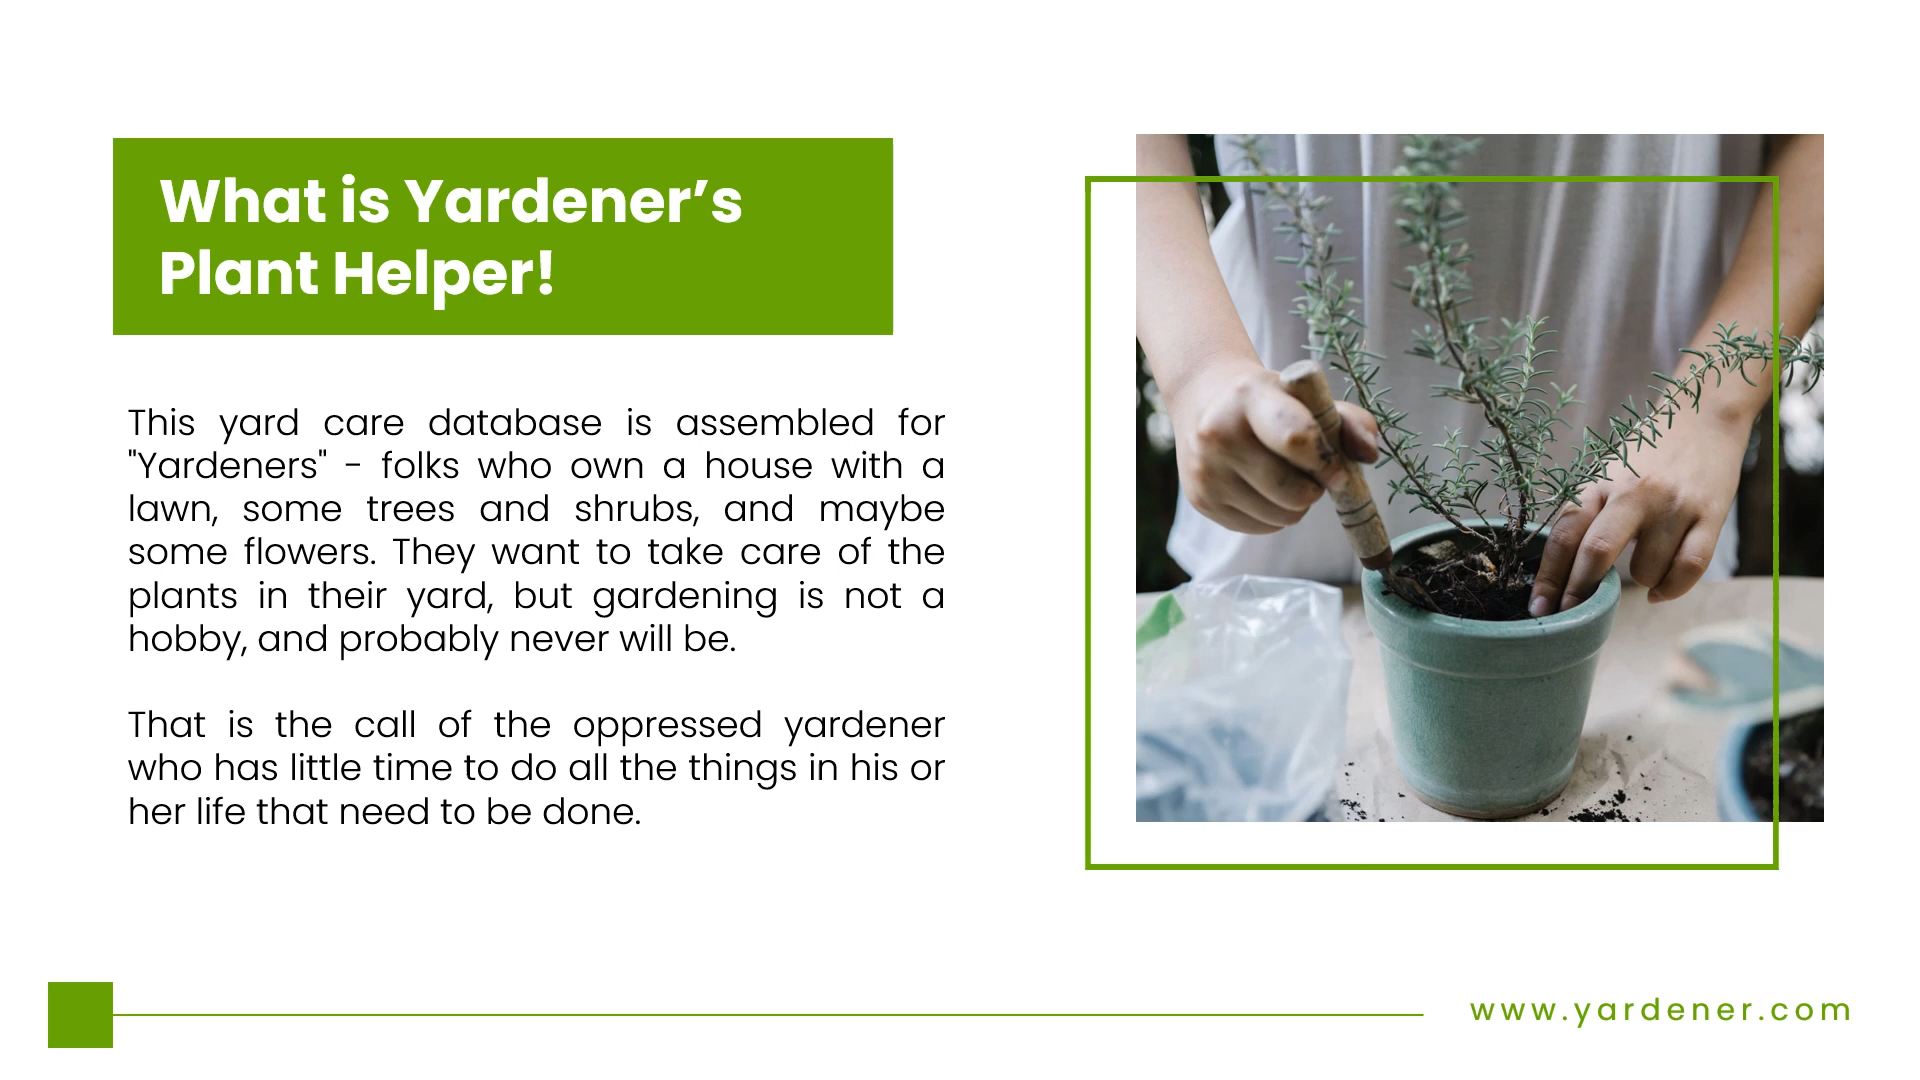 What is Yardener’s
Plant Helper!
This yard care database is assembled for
"Yardeners" - folks who own a house with a
lawn, some trees and shrubs, and maybe
some flowers. They want to take care of the
plants in their yard, but gardening is not a
hobby, and probably never will be.
That is the call of the oppressed yardener
who has little time to do all the things in his or
her life that need to be done.
www.yardener.com